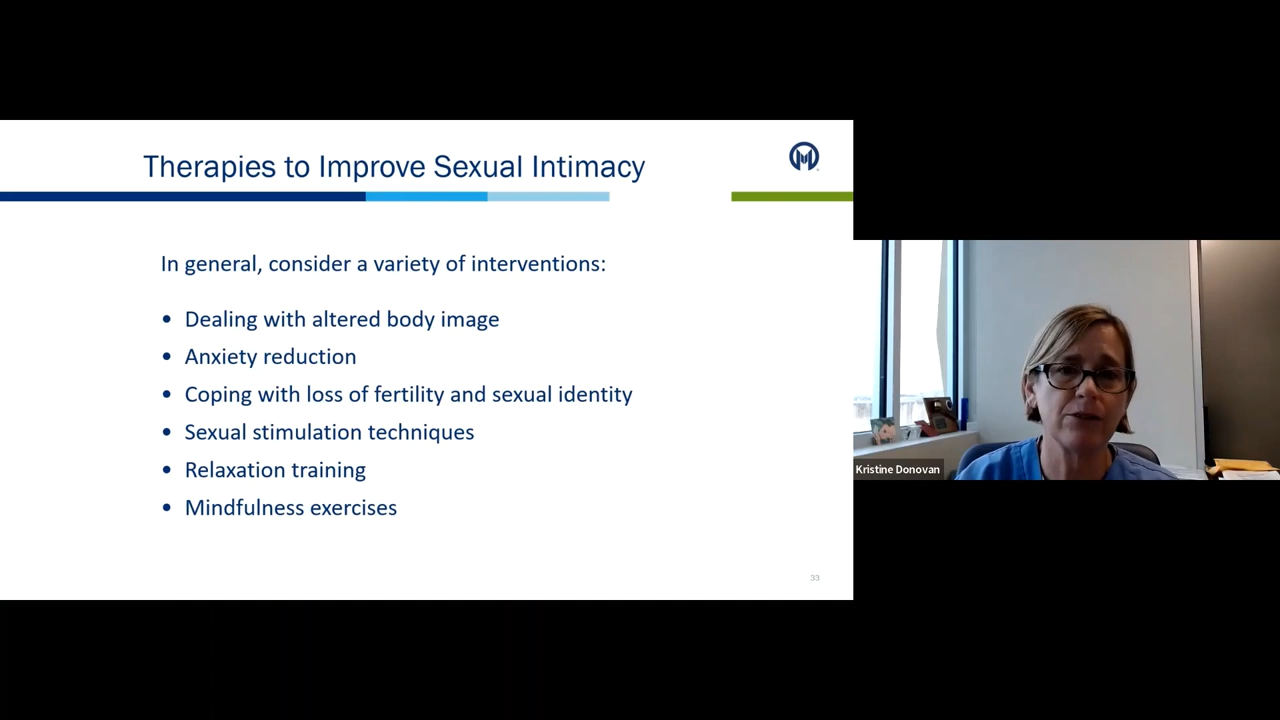 Therapies to Improve Sexual Intimacy
In general, consider a variety of interventions:
• Dealing with altered body image
• Anxiety reduction
• Coping with loss of fertility and sexual identity
• Sexual stimulation techniques
• Relaxation training
• Mindfulness exercises
33
Kristine Donovan